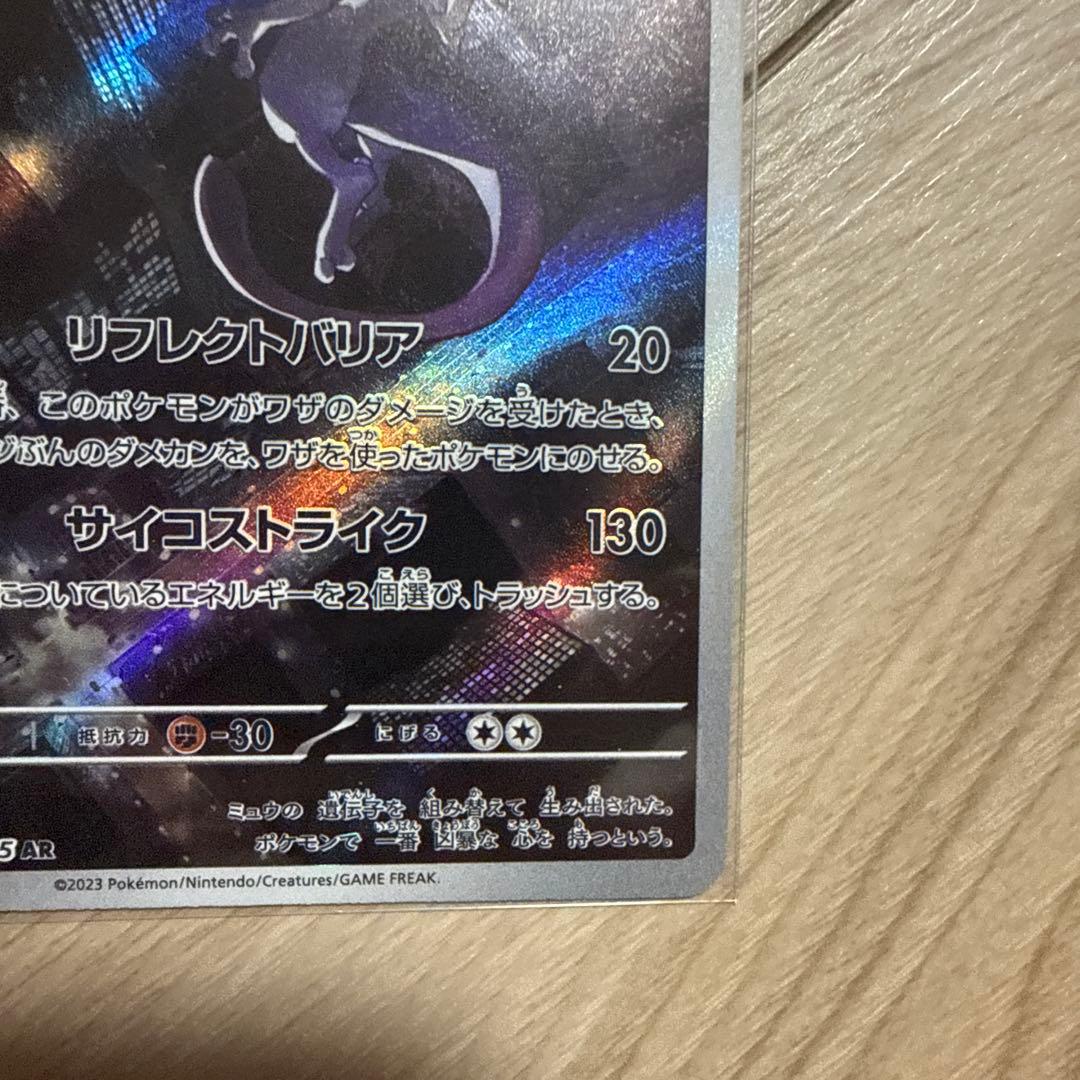 リフレクトバリア 20
、このポケモンがワザのダメージを受けたとき、
ジぶんのダメカンを、ワザを使ったポケモンにのせる。
サイコストライク 130
についているエネルギーを2個選び、トラッシュする。
抵抗力 -30 にげる
ミュウの 遺伝子を 組み替えて 生み出された。
ポケモンで 一番 凶暴な 心を 持つという。
5 AR
©2023 Pokémon/Nintendo/Creatures/GAME FREAK.